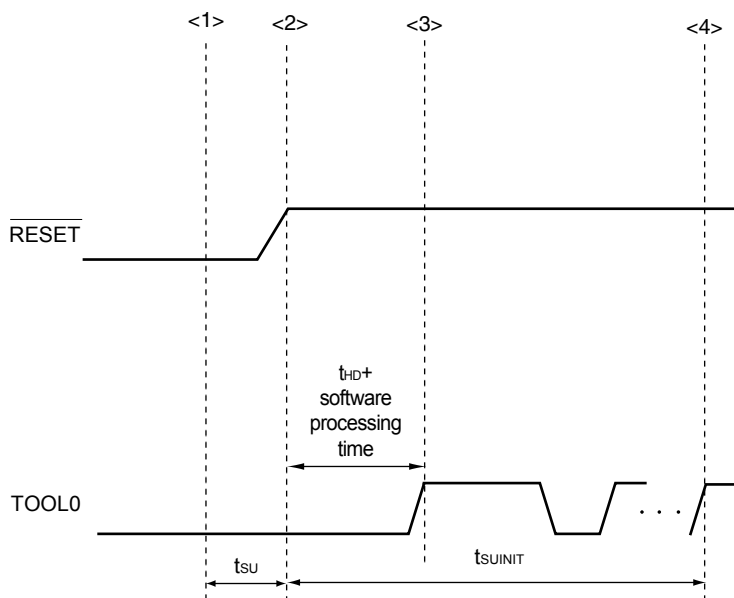 <1> <2> <3> <4>
RESET
tHD+
software
processing
time
TOOL0
. . .
tSU
tSUINIT